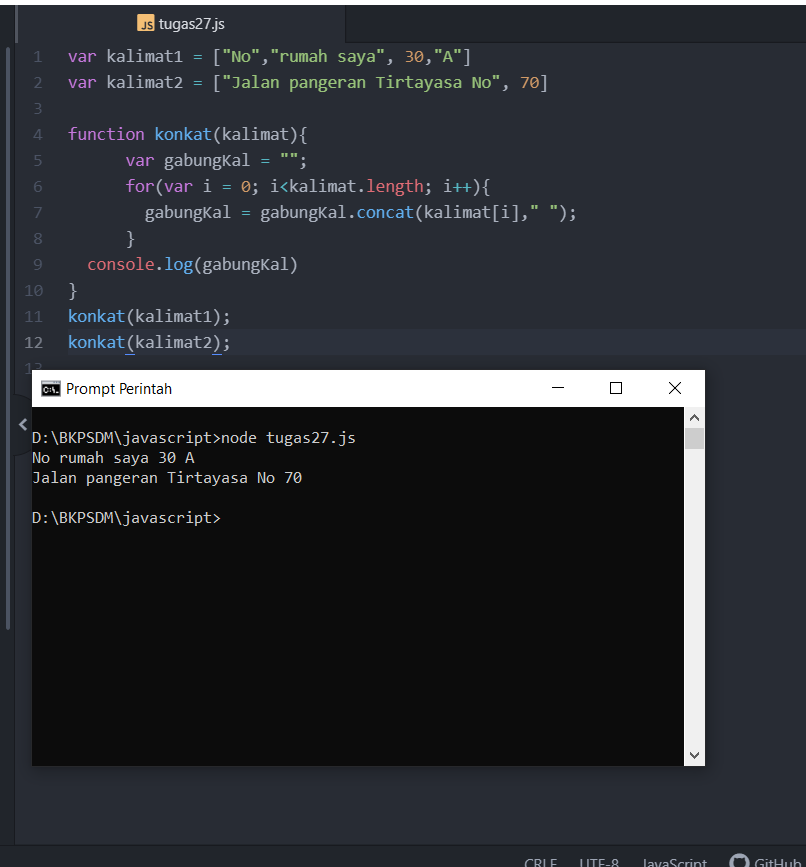 JS tugas27.js
1 var kalimat1 = ["No","rumah saya", 30,"A"]
2 var kalimat2 = ["Jalan pangeran Tirtayasa No", 70]
3
4 function konkat(kalimat){
5 var gabungKal = "";
6 for(var i = 0; i<kalimat.length; i++){
7 gabungKal = gabungKal.concat(kalimat[i]," ");
8 }
9 console.log(gabungKal)
10 }
11 konkat(kalimat1);
12 konkat(kalimat2);
13
C:\. Prompt Perintah
D:\BKPSDM\javascript>node tugas27.js
No rumah saya 30 A
Jalan pangeran Tirtayasa No 70
D:\BKPSDM\javascript>
CRLF UTF-8 JavaScript GitHub